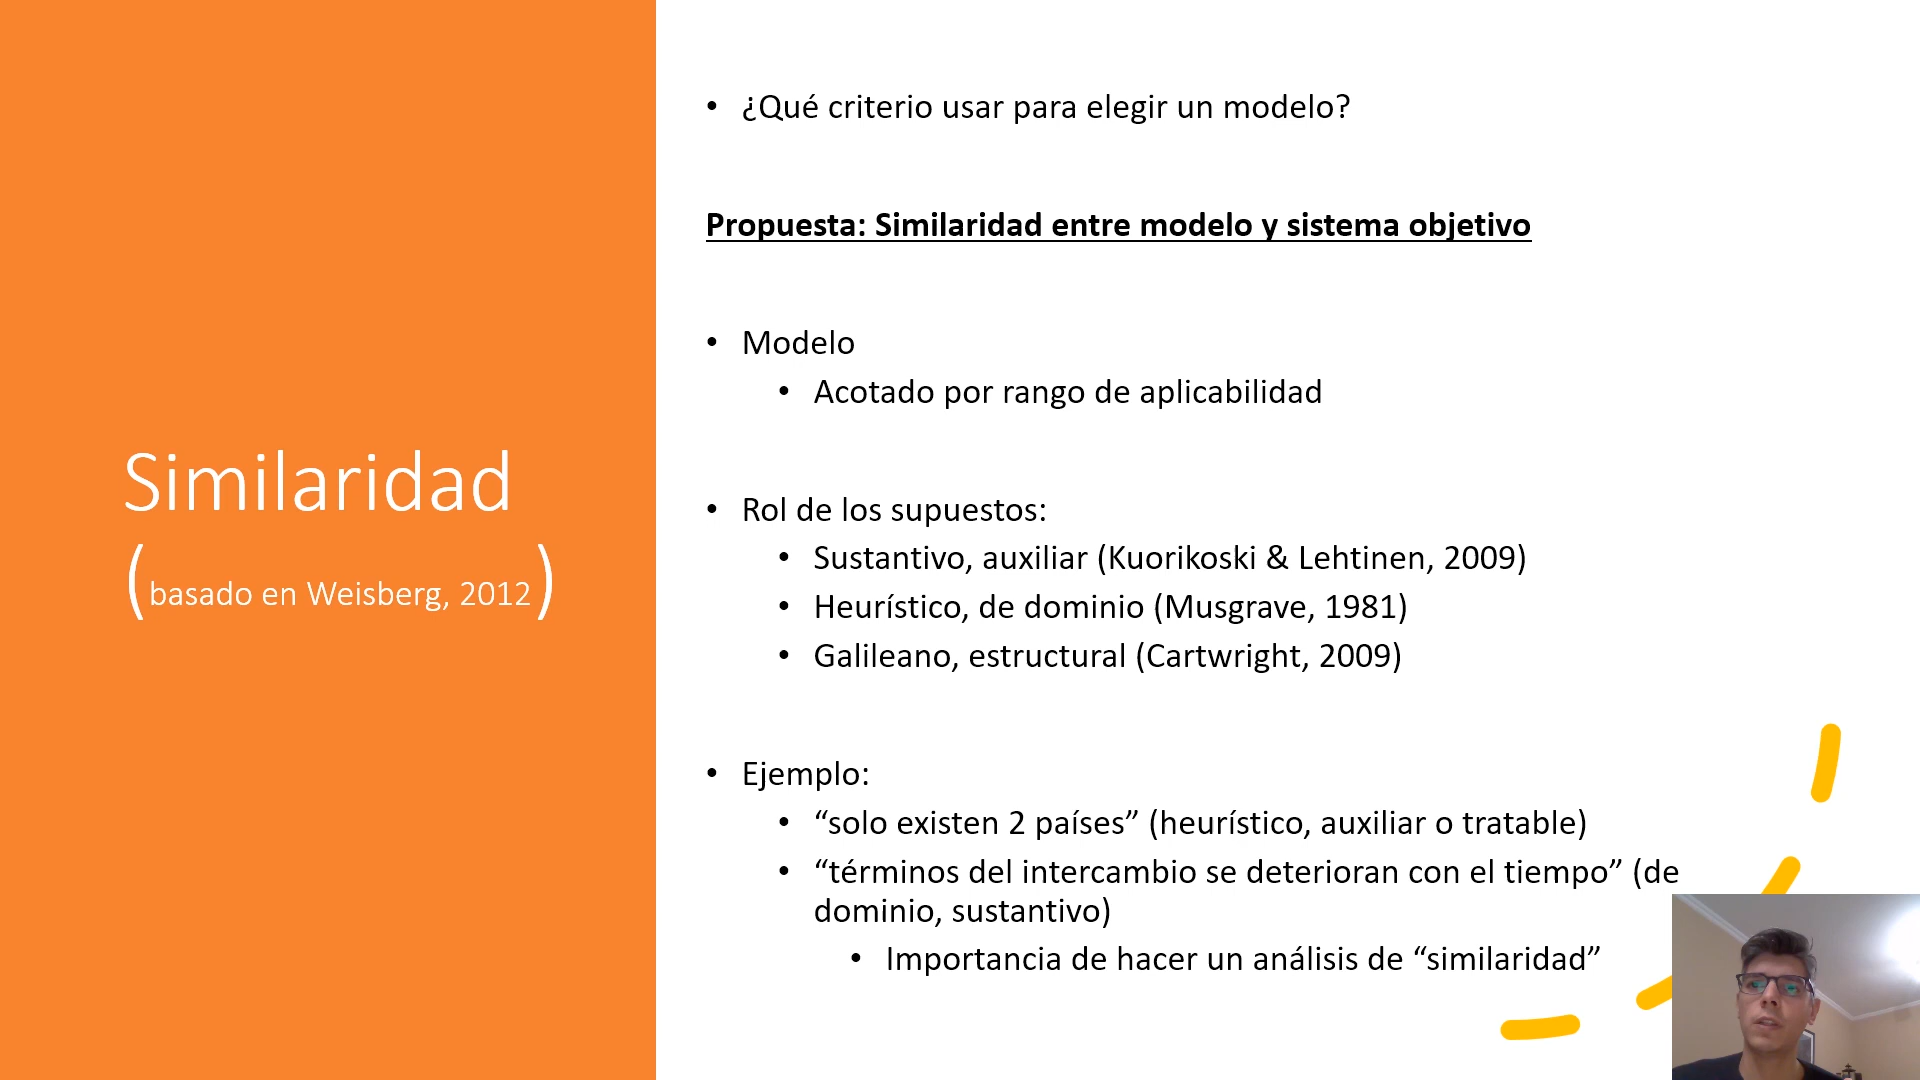 Similaridad
(basado en Weisberg, 2012)
• ¿Qué criterio usar para elegir un modelo?
Propuesta: Similaridad entre modelo y sistema objetivo
• Modelo
• Acotado por rango de aplicabilidad
• Rol de los supuestos:
• Sustantivo, auxiliar (Kuorikoski & Lehtinen, 2009)
• Heurístico, de dominio (Musgrave, 1981)
• Galileano, estructural (Cartwright, 2009)
• Ejemplo:
• “solo existen 2 países” (heurístico, auxiliar o tratable)
• “términos del intercambio se deterioran con el tiempo” (de
dominio, sustantivo)
• Importancia de hacer un análisis de “similaridad”